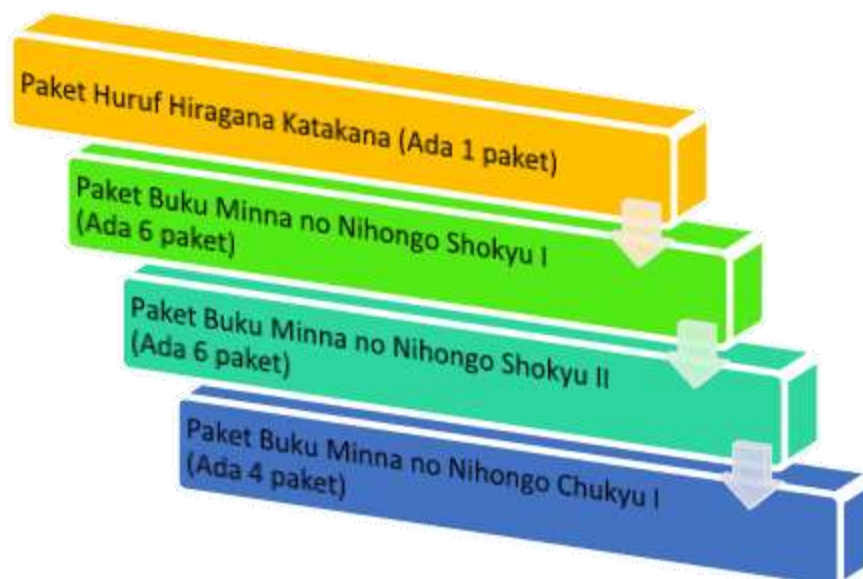 Paket Huruf Hiragana Katakana (Ada 1 paket)
Paket Buku Minna no Nihongo Shokyu I
(Ada 6 paket)
Paket Buku Minna no Nihongo Shokyu II
(Ada 6 paket)
Paket Buku Minna no Nihongo Chukyu I
(Ada 4 paket)